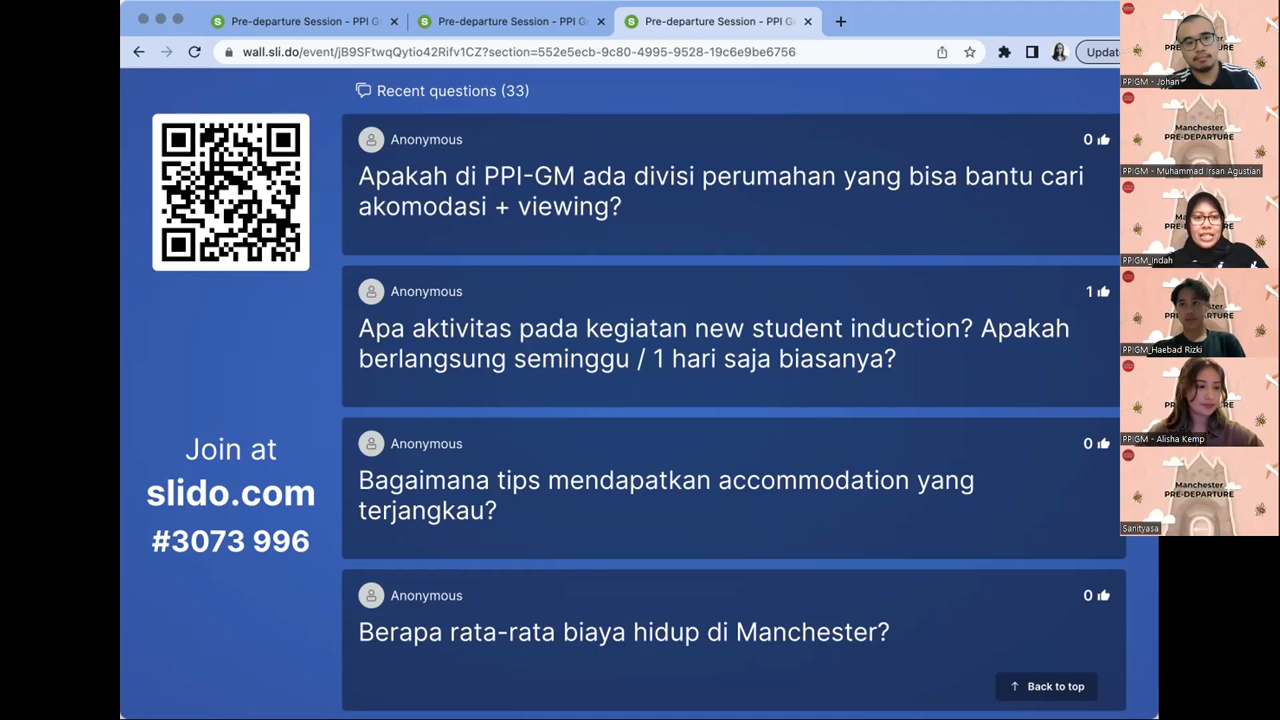 Pre-departure Session - PPI G
Pre-departure Session - PPI G
Pre-departure Session - PPI G
wall.sli.do/event/jB9SFtwqQytio42Rifv1CZ?section=552e5ecb-9c80-4995-9528-19c6e9be6756
Update
Recent questions (33)
Anonymous
0
Apakah di PPI-GM ada divisi perumahan yang bisa bantu cari
akomodasi + viewing?
Anonymous
1
Apa aktivitas pada kegiatan new student induction? Apakah
berlangsung seminggu / 1 hari saja biasanya?
Anonymous
0
Bagaimana tips mendapatkan accommodation yang
terjangkau?
Anonymous
0
Berapa rata-rata biaya hidup di Manchester?
Back to top
Join at
slido.com
#3073 996
PPIGM - Johan
Manchester
PRE-DEPARTURE
PPIGM - Muhammad Irsan Agustian
PPIGM_Indah
PPIGM_Haebad Rizki
PPIGM - Alisha Kemp
Manchester
PRE-DEPARTURE
Sanityasa